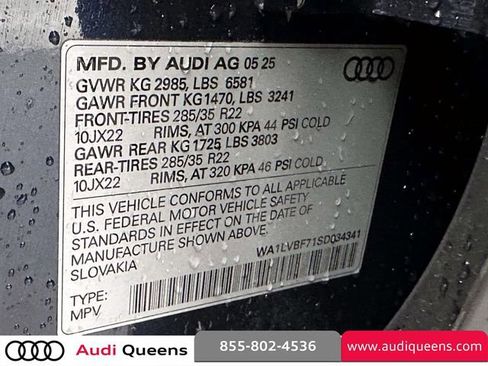 MFD. BY AUDI AG 05 25
GVWR KG 2985, LBS 6581
GAWR FRONT KG1470, LBS 3241
FRONT-TIRES 285/35 R22
10JX22 RIMS, AT 300 KPA 44 PSI COLD
GAWR REAR KG 1725, LBS 3803
REAR-TIRES 285/35 R22
10JX22 RIMS, AT 320 KPA 46 PSI COLD
THIS VEHICLE CONFORMS TO ALL APPLICABLE
U.S. FEDERAL MOTOR VEHICLE SAFETY
STANDARDS IN EFFECT ON THE DATE OF
MANUFACTURE SHOWN ABOVE
SLOVAKIA WA1LVBF71SD034341
TYPE:
MPV
Audi Queens 855-802-4536 www.audiqueens.com